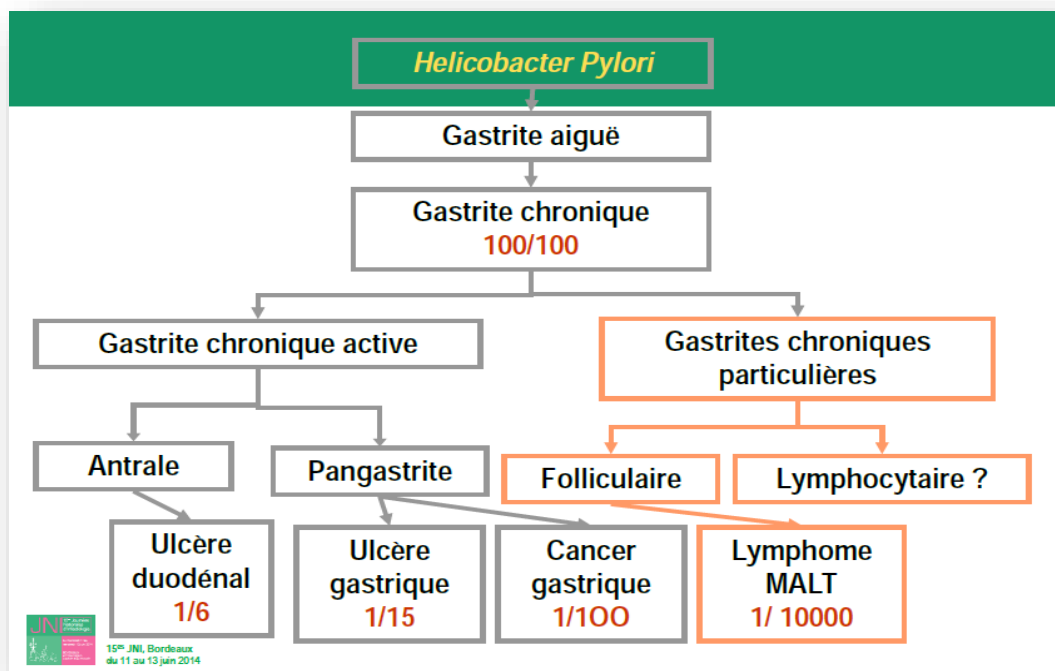 Helicobacter Pylori
Gastrite aiguë
Gastrite chronique
100/100
Gastrite chronique active
Gastrites chroniques
particulières
Antrale
Pangastrite
Folliculaire
Lymphocytaire ?
Ulcère
duodénal
1/6
Ulcère
gastrique
1/15
Cancer
gastrique
1/1OO
Lymphome
MALT
1/ 10000
JNI
15es JNI, Bordeaux
du 11 au 13 juin 2014